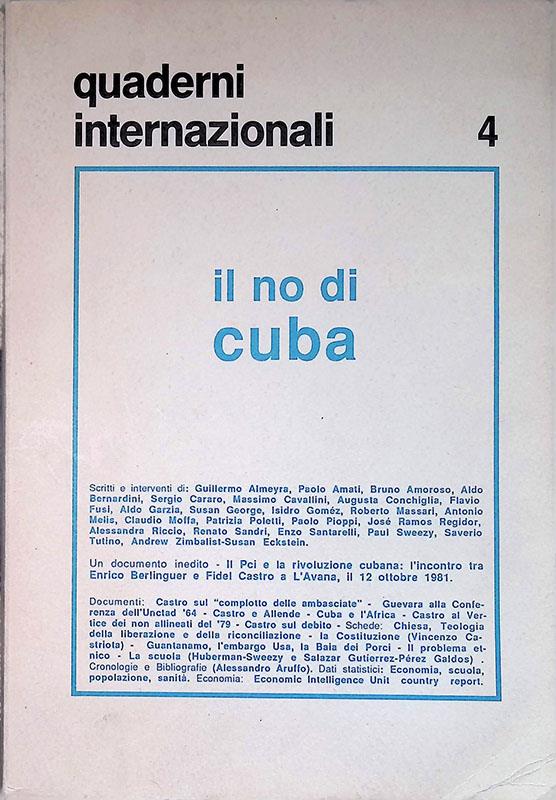 quaderni
internazionali 4
il no di
cuba
Scritti e interventi di: Guillermo Almeyra, Paolo Amati, Bruno Amoroso, Aldo
Bernardini, Sergio Cararo, Massimo Cavallini, Augusta Conchiglia, Flavio
Fusi, Aldo Garzia, Susan George, Isidro Goméz, Roberto Massari, Antonio
Melis, Claudio Moffa, Patrizia Poletti, Paolo Pioppi, José Ramos Regidor,
Alessandra Riccio, Renato Sandri, Enzo Santarelli, Paul Sweezy, Saverio
Tutino, Andrew Zimbalist-Susan Eckstein.
Un documento inedito - Il Pci e la rivoluzione cubana: l'incontro tra
Enrico Berlinguer e Fidel Castro a L'Avana, il 12 ottobre 1981.
Documenti: Castro sul "complotto delle ambasciate" - Guevara alla Confe-
renza dell'Unctad '64 - Castro e Allende - Cuba e l'Africa - Castro al Ver-
tice dei non allineati del '79 - Castro sul debito - Schede: Chiesa, Teologia
della liberazione e della riconciliazione - la Costituzione (Vincenzo Ca-
striota) - Guantanamo, l'embargo Usa, la Baia dei Porci - Il problema et-
nico - La scuola (Huberman-Sweezy e Salazar Gutierrez-Pérez Galdos) .
Cronologie e Bibliografie (Alessandro Aruffo). Dati statistici: Economia, scuola,
popolazione, sanità. Economia: Economic Intelligence Unit country report.